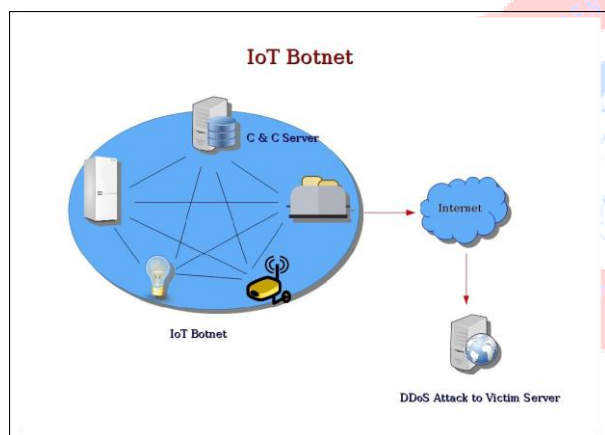 IoT Botnet
C & C Server
Internet
IoT Botnet
DDoS Attack to Victim Server